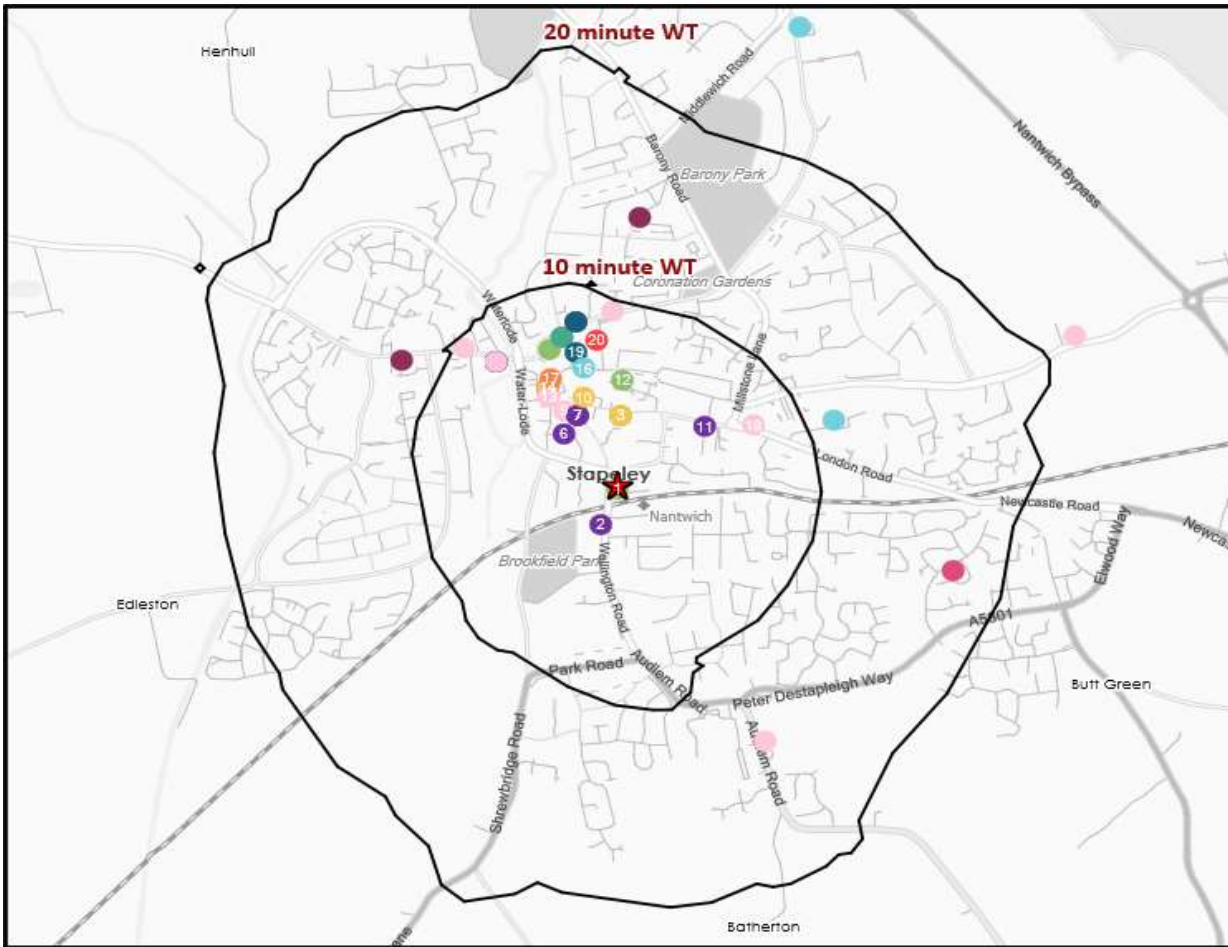 20 minute WT
Henhull
Middlewich Road
Nantwich Bypass
Barony Road
Barony Park
10 minute WT
Coronation Gardens
Waterlode
20
19
16
17
12
Millstone Lane
Water-Lode
13
10
7
3
6
11
18
London Road
Stapeley
1
Newcastle Road
Nantwich
2
Elwood Way
Brookfield Park
Wellington Road
Edleston
A5301
Park Road
Audlem Road
Peter Destapleigh Way
Butt Green
Shrewbridge Road
Audlem Road
Batherton